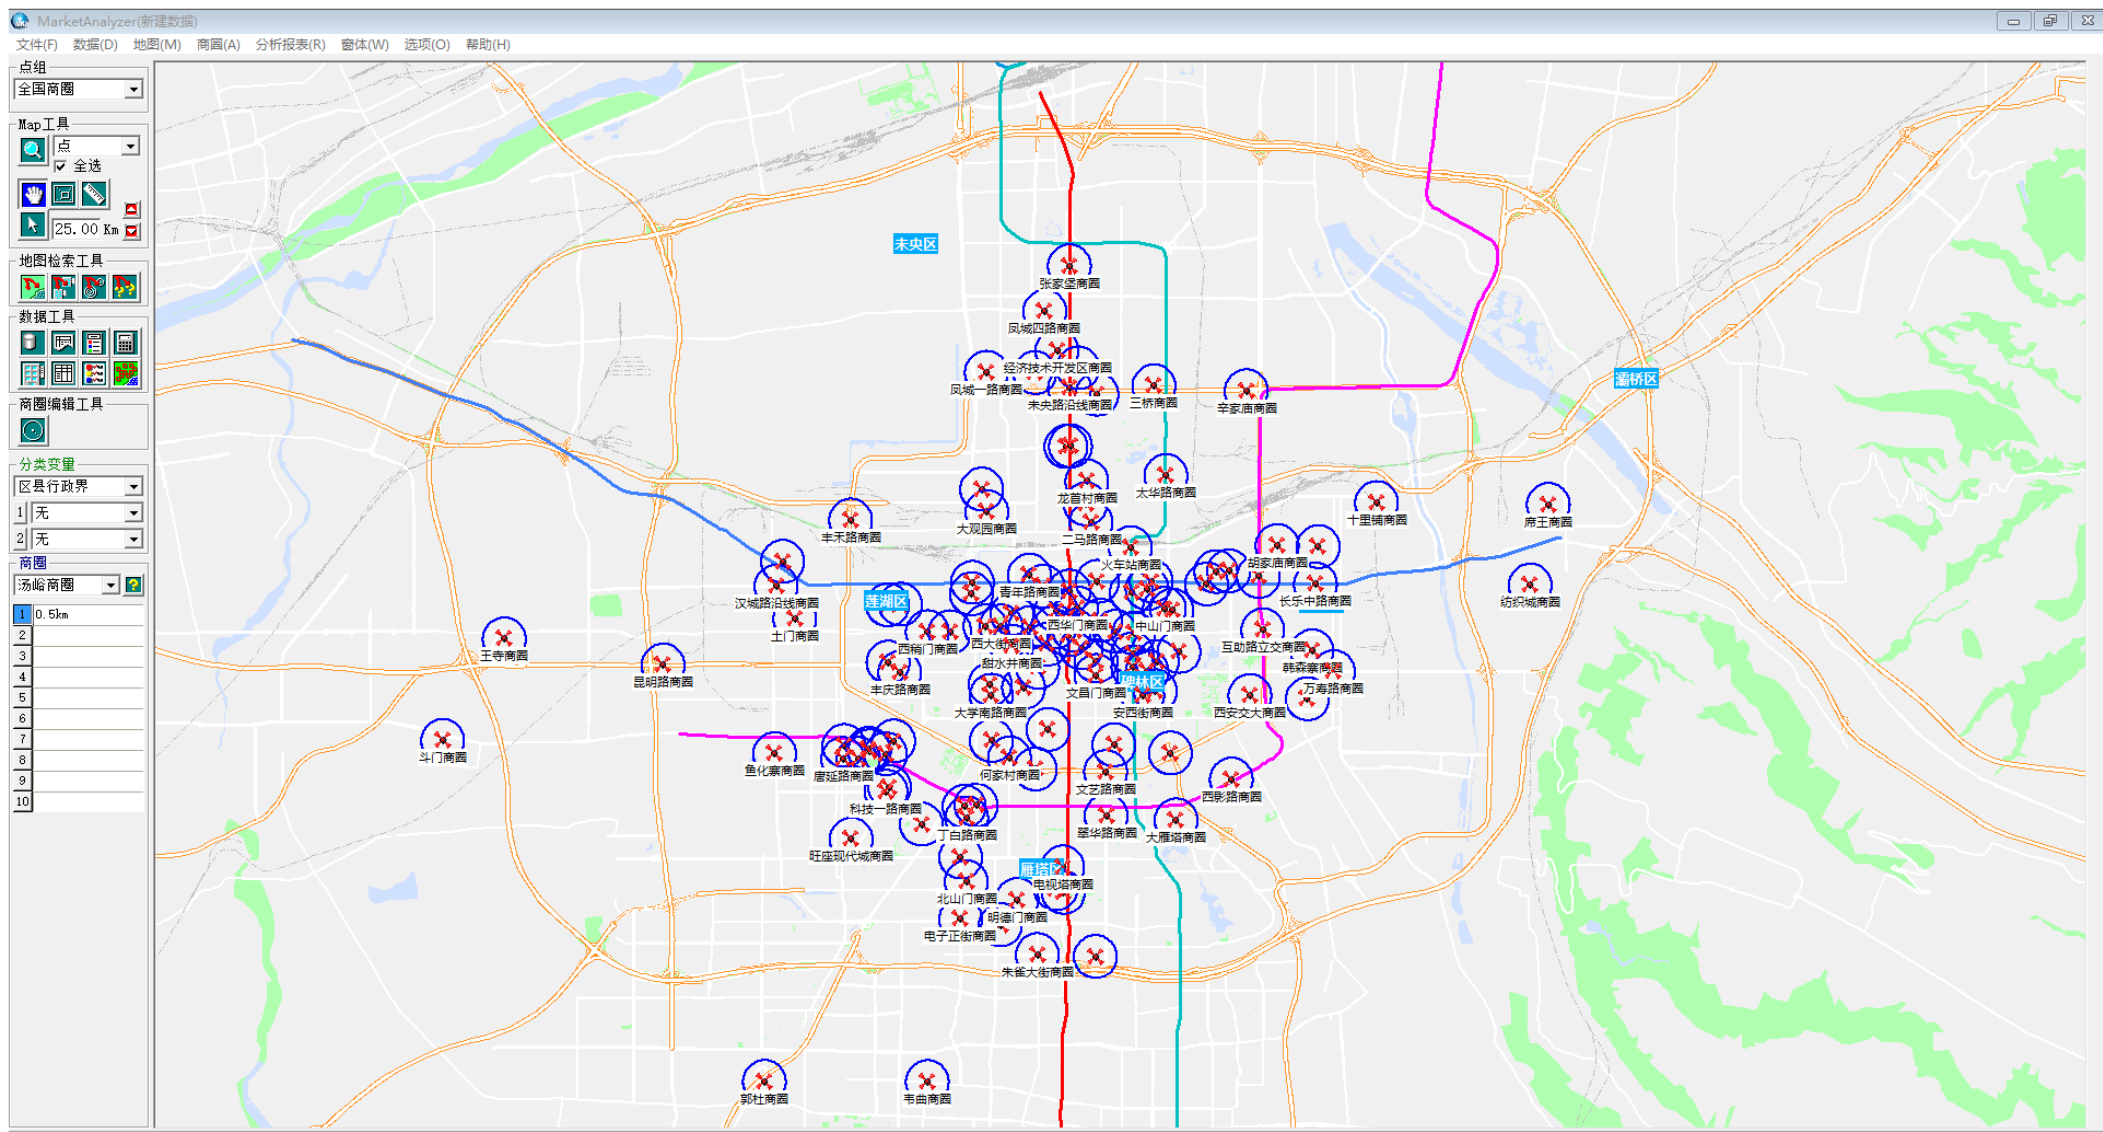 MarketAnalyzer(新建数据)
文件(F) 数据(D) 地图(M) 商圈(A) 分析报表(R) 窗体(W) 选项(O) 帮助(H)
点组
全国商圈
Map工具
点
全选
25.00 Km
地图检索工具
数据工具
商圈编辑工具
分类变量
区县行政界
1 无
2 无
商圈
汤峪商圈
1 0.5km
2
3
4
5
6
7
8
9
10
未央区
张家堡商圈
凤城四路商圈
经济技术开发区商圈
灞桥区
凤城一路商圈
未央路沿线商圈
三桥商圈
辛家庙商圈
龙首村商圈
太华路商圈
大观园商圈
十里铺商圈
席王商圈
丰禾路商圈
二马路商圈
火车站商圈
胡家庙商圈
青年路商圈
汉城路沿线商圈
莲湖区
长乐中路商圈
纺织城商圈
土门商圈
西华门商圈
中山门商圈
西大街商圈
西稍门商圈
互助路立交商圈
王寺商圈
甜水井商圈
韩森寨商圈
昆明路商圈
丰庆路商圈
碑林区
文昌门商圈
万寿路商圈
大学南路商圈
安西街商圈
西安交大商圈
斗门商圈
鱼化寨商圈
唐延路商圈
何家村商圈
文艺路商圈
西影路商圈
科技一路商圈
丁白路商圈
翠华路商圈
大雁塔商圈
旺座现代城商圈
雁塔区
电视塔商圈
北山门商圈
明德门商圈
电子正街商圈
朱雀大街商圈
郭杜商圈
韦曲商圈